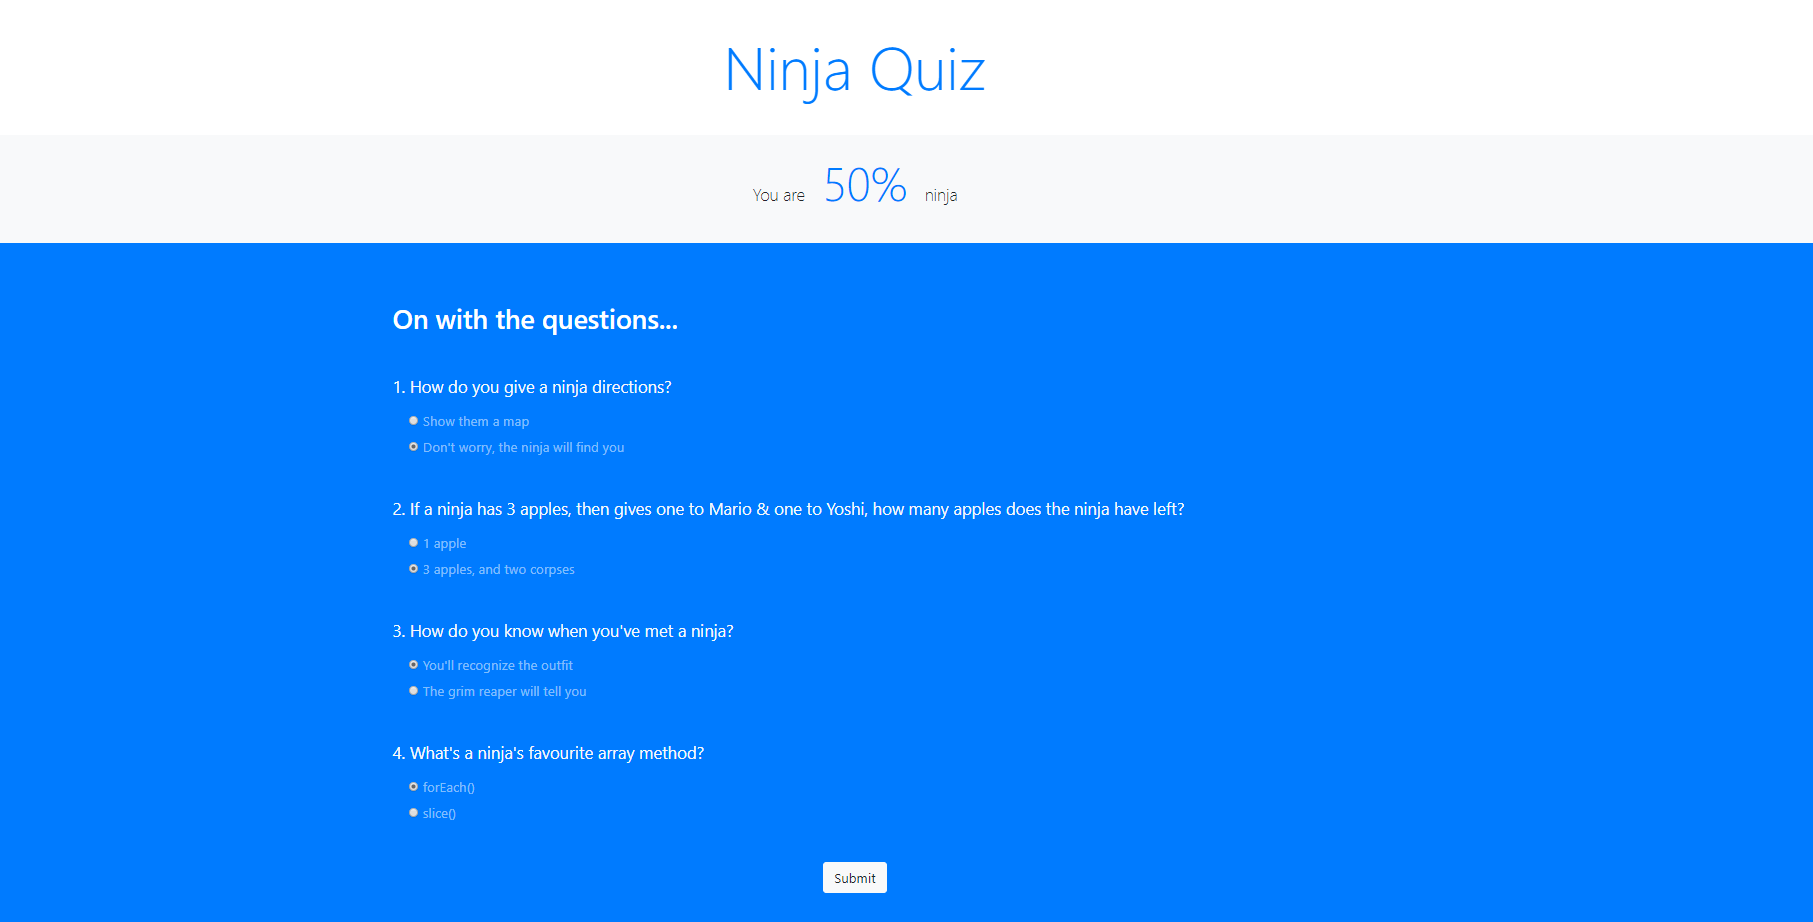 Ninja Quiz
You are 50% ninja
On with the questions...
1. How do you give a ninja directions?
Show them a map
Don't worry, the ninja will find you
2. If a ninja has 3 apples, then gives one to Mario & one to Yoshi, how many apples does the ninja have left?
1 apple
3 apples, and two corpses
3. How do you know when you've met a ninja?
You'll recognize the outfit
The grim reaper will tell you
4. What's a ninja's favourite array method?
forEach()
slice()
Submit